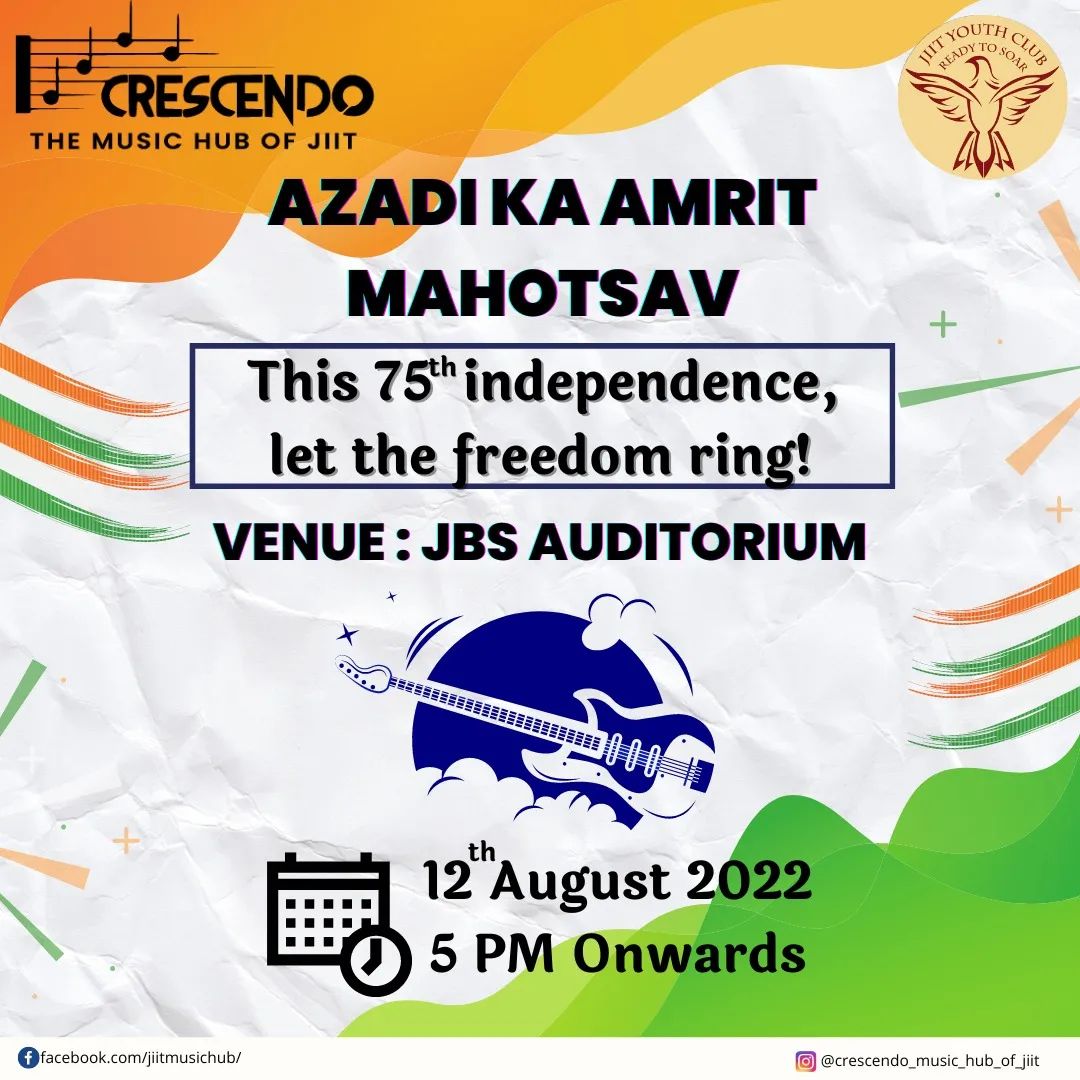 CRESCENDO
THE MUSIC HUB OF JIIT
JIIT YOUTH CLUB
READY TO SOAR
AZADI KA AMRIT
MAHOTSAV
This 75th independence,
let the freedom ring!
VENUE : JBS AUDITORIUM
12th August 2022
5 PM Onwards
facebook.com/jiitmusichub/
@crescendo_music_hub_of_jiit